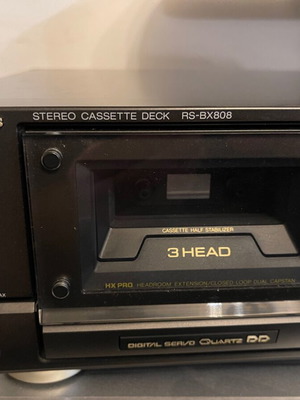 STEREO CASSETTE DECK RS-BX808
CASSETTE HALF STABILIZER
3 HEAD
HX PRO HEADROOM EXTENSION/CLOSED LOOP DUAL CAPSTAN
DIGITAL SERVO QUARTZ DD